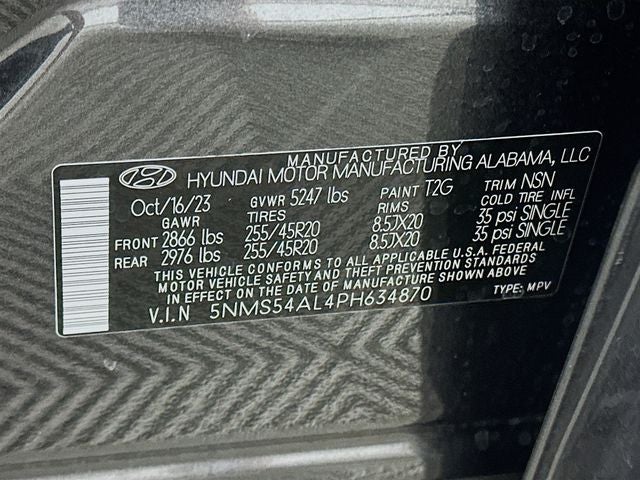 MANUFACTURED BY
HYUNDAI MOTOR MANUFACTURING ALABAMA, LLC
Oct/16/23 GVWR 5247 lbs PAINT T2G TRIM NSN
GAWR TIRES RIMS COLD TIRE INFL
FRONT 2866 lbs 255/45R20 8.5JX20 35 psi SINGLE
REAR 2976 lbs 255/45R20 8.5JX20 35 psi SINGLE
THIS VEHICLE CONFORMS TO ALL APPLICABLE U.S.A. FEDERAL
MOTOR VEHICLE SAFETY AND THEFT PREVENTION STANDARDS
IN EFFECT ON THE DATE OF MANUFACTURE SHOWN ABOVE
V.I.N 5NMS54AL4PH634870 TYPE: MPV